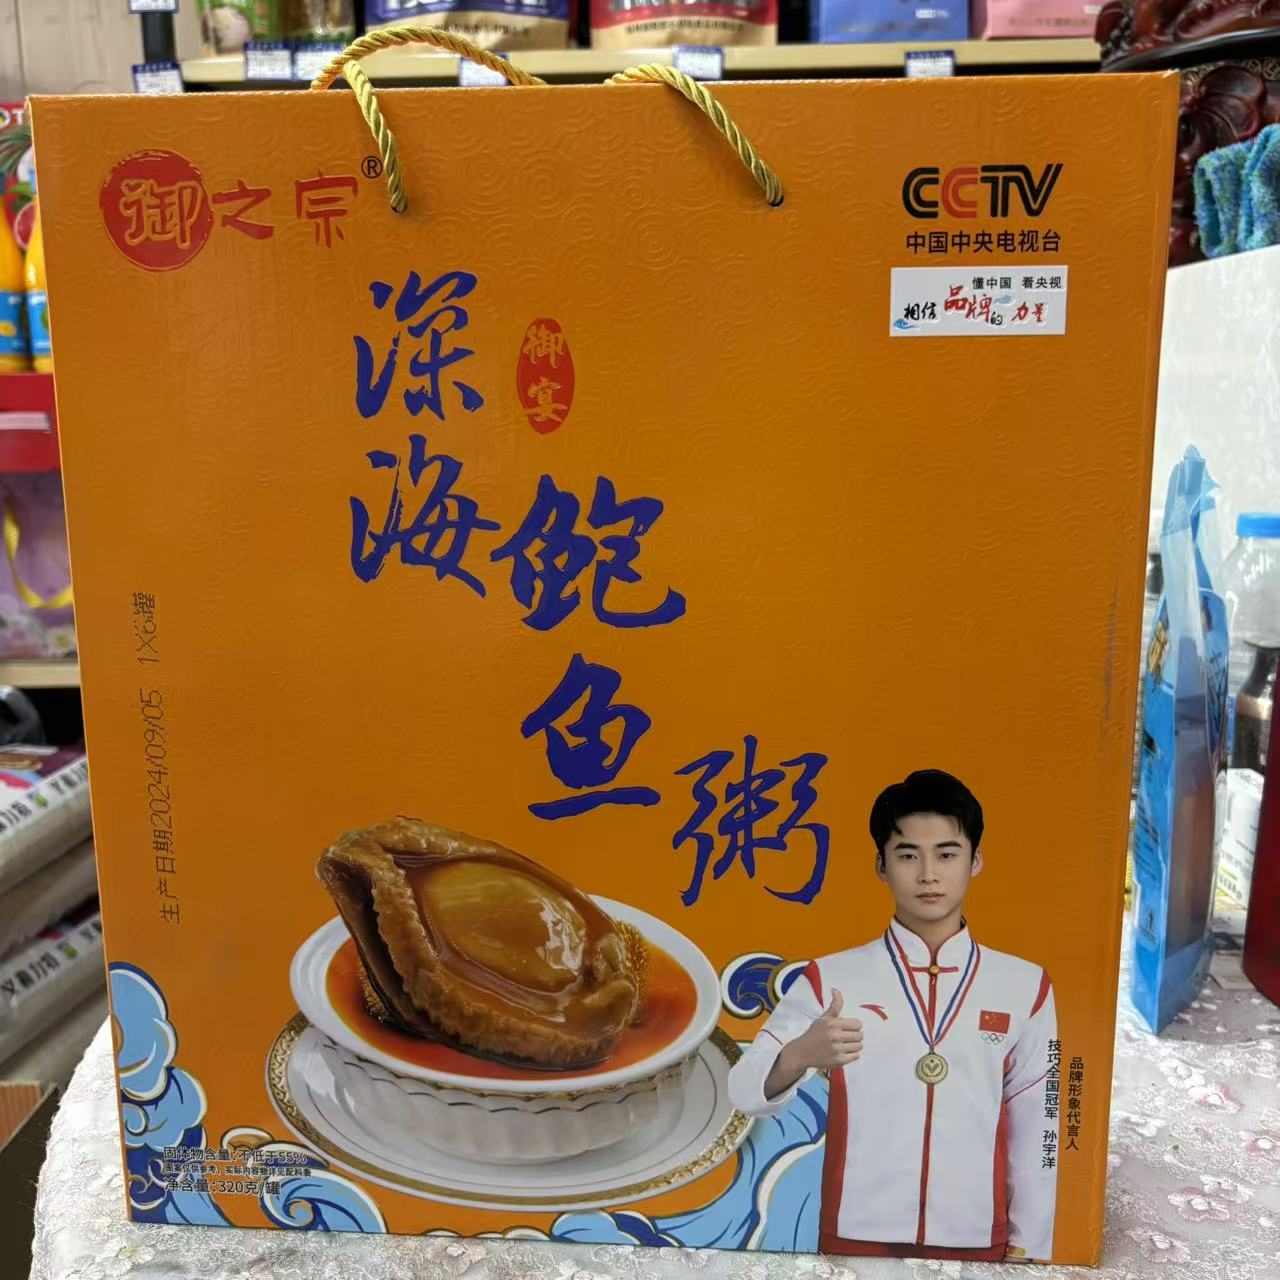 御之宗®
CCTV
中国中央电视台
懂中国 看央视
相信品牌的力量
深海
御宴
鲍鱼
粥
生产日期2024/09/05 1X6罐
品牌形象代言人
技巧全国冠军 孙宇洋
固体物含量:不低于55%
图案仅供参考,实际内容物详见配料表
净含量:320克/罐